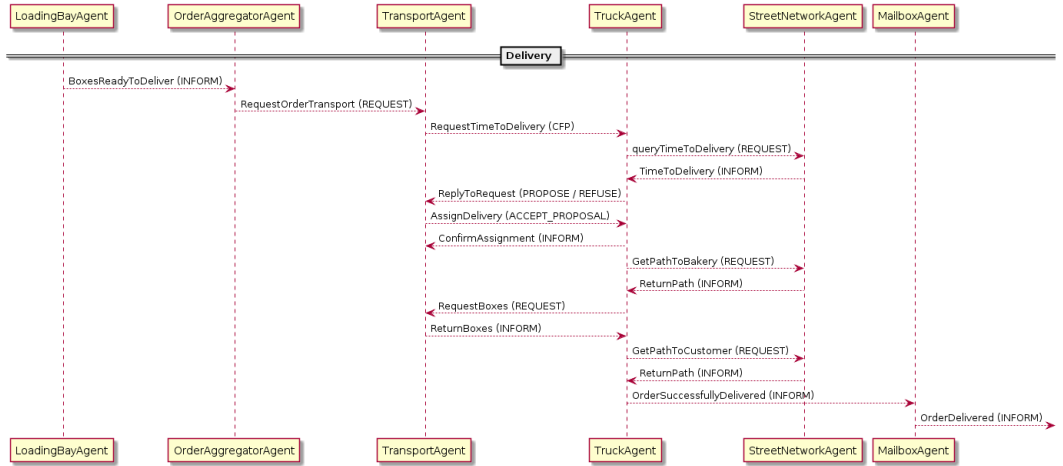 LoadingBayAgent OrderAggregatorAgent TransportAgent TruckAgent StreetNetworkAgent MailboxAgent
Delivery
BoxesReadyToDeliver (INFORM)
RequestOrderTransport (REQUEST)
RequestTimeToDelivery (CFP)
queryTimeToDelivery (REQUEST)
TimeToDelivery (INFORM)
ReplyToRequest (PROPOSE / REFUSE)
AssignDelivery (ACCEPT_PROPOSAL)
ConfirmAssignment (INFORM)
GetPathToBakery (REQUEST)
ReturnPath (INFORM)
RequestBoxes (REQUEST)
ReturnBoxes (INFORM)
GetPathToCustomer (REQUEST)
ReturnPath (INFORM)
OrderSuccessfullyDelivered (INFORM)
OrderDelivered (INFORM)
LoadingBayAgent OrderAggregatorAgent TransportAgent TruckAgent StreetNetworkAgent MailboxAgent